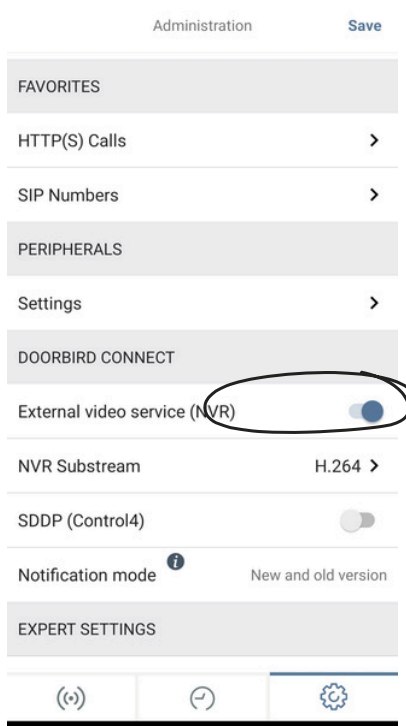 Administration Save
FAVORITES
HTTP(S) Calls
SIP Numbers
PERIPHERALS
Settings
DOORBIRD CONNECT
External video service (NVR)
NVR Substream H.264
SDDP (Control4)
Notification mode i New and old version
EXPERT SETTINGS